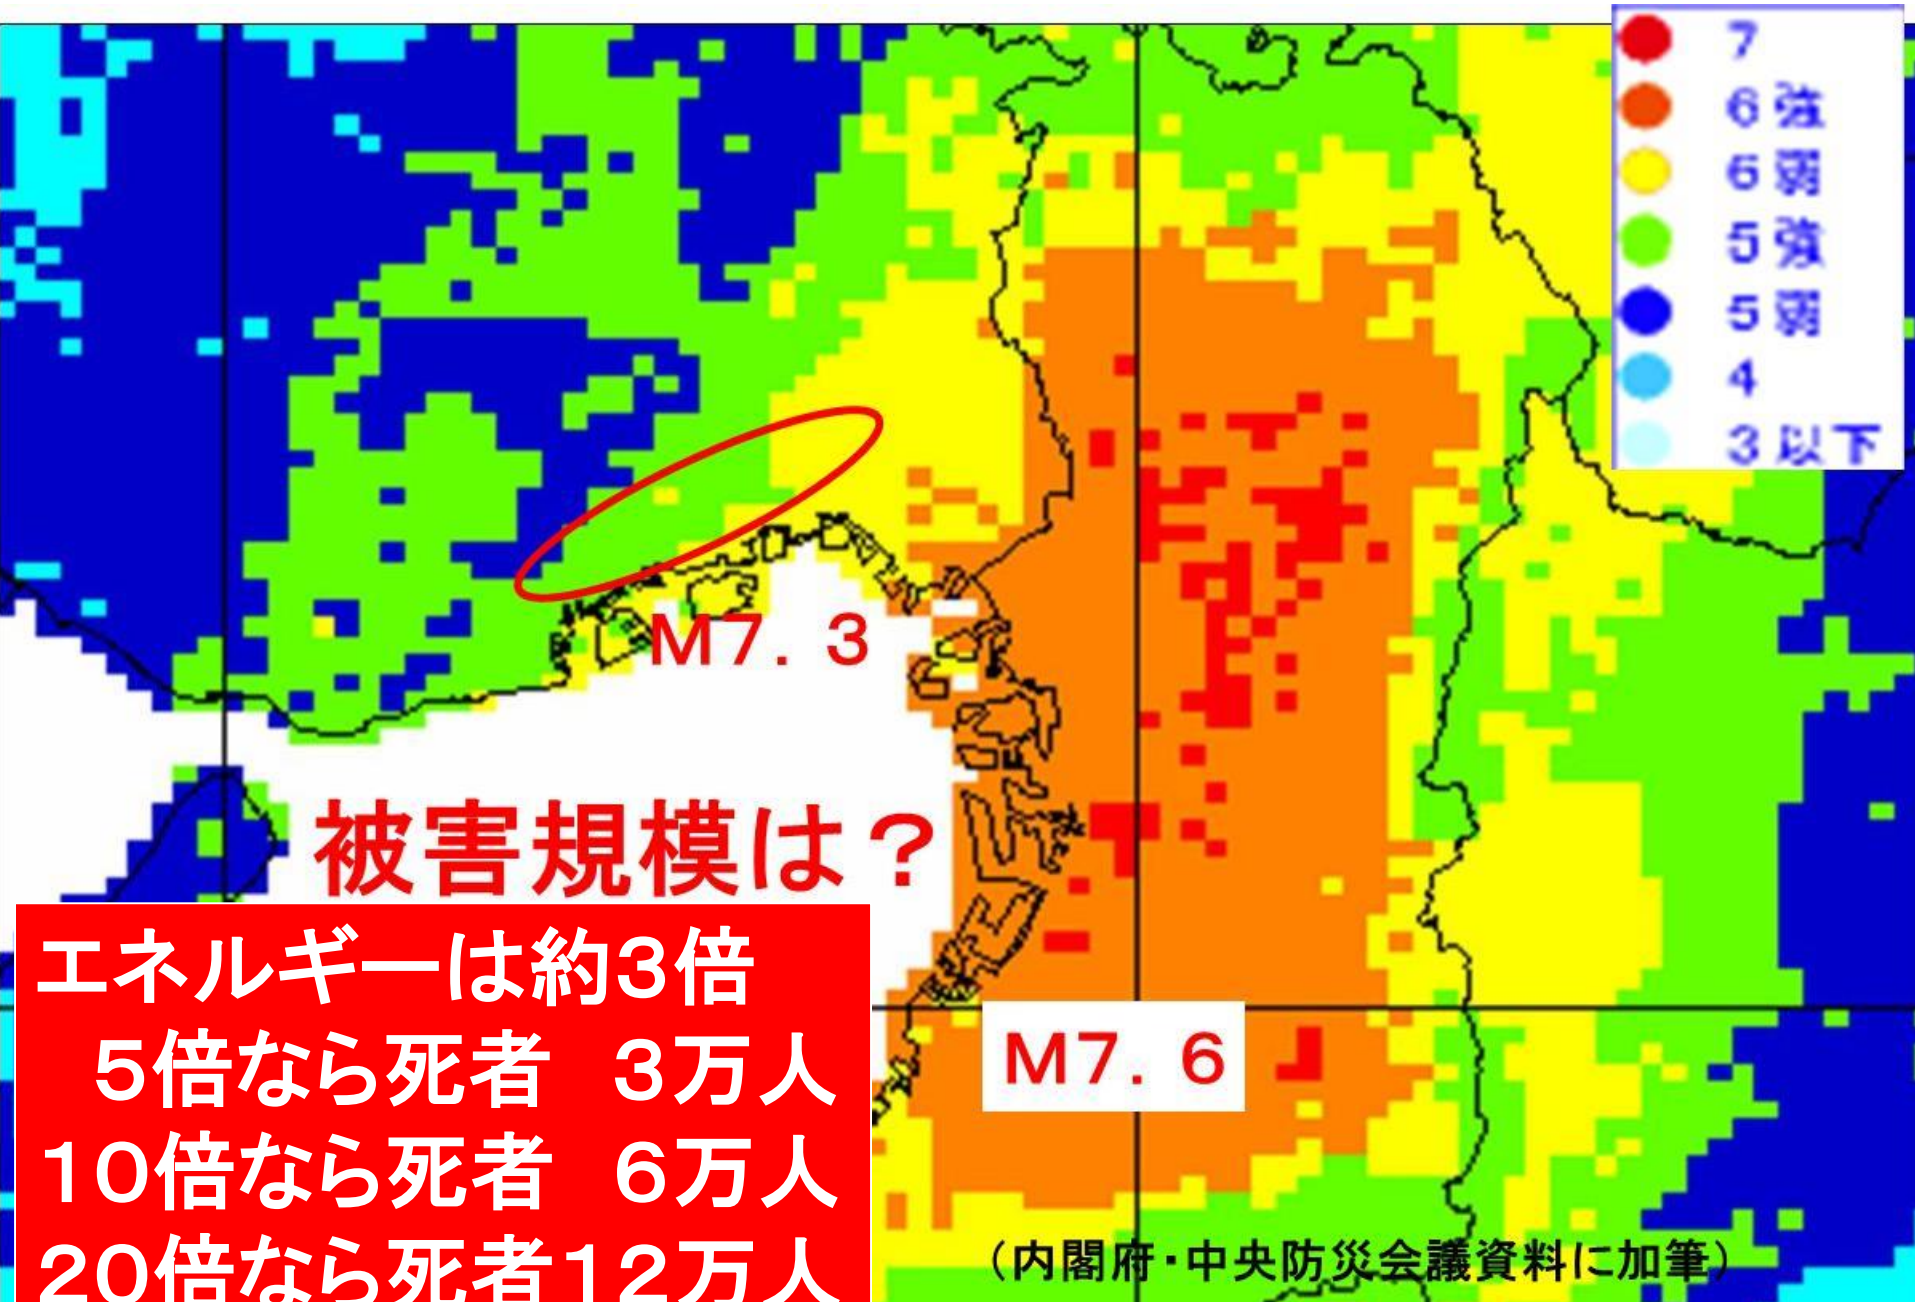 7
6強
6弱
5強
5弱
4
3以下
M7.3
被害規模は?
エネルギーは約3倍
5倍なら死者 3万人
10倍なら死者 6万人
20倍なら死者12万人
M7.6
(内閣府・中央防災会議資料に加筆)